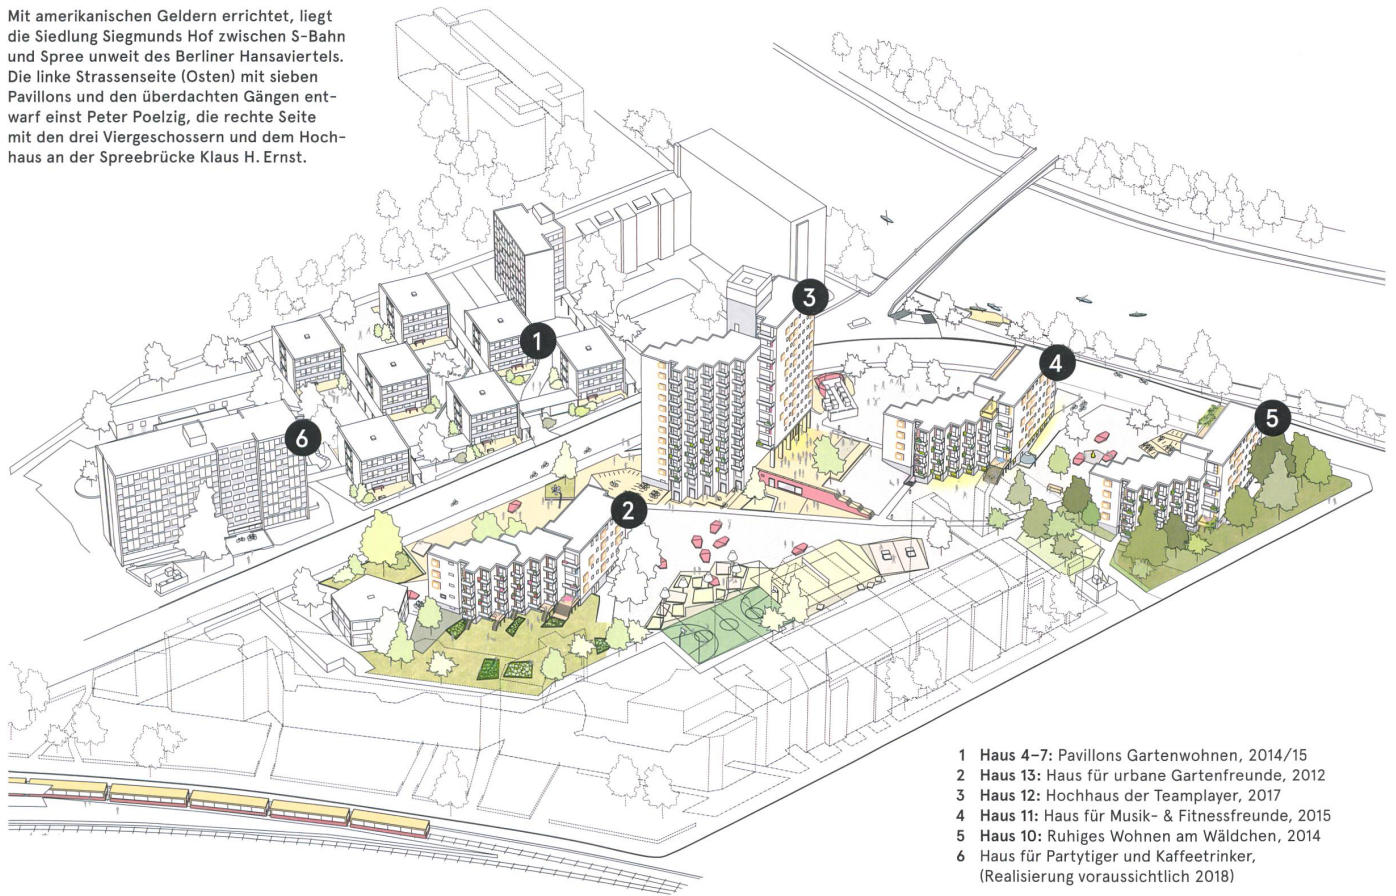 Mit amerikanischen Geldern errichtet, liegt
die Siedlung Siegmunds Hof zwischen S-Bahn
und Spree unweit des Berliner Hansaviertels.
Die linke Strassenseite (Osten) mit sieben
Pavillons und den überdachten Gängen ent-
warf einst Peter Poelzig, die rechte Seite
mit den drei Viergeschossern und dem Hoch-
haus an der Spreebrücke Klaus H. Ernst.
3
1
4
5
6
2
1 Haus 4–7: Pavillons Gartenwohnen, 2014/15
2 Haus 13: Haus für urbane Gartenfreunde, 2012
3 Haus 12: Hochhaus der Teamplayer, 2017
4 Haus 11: Haus für Musik- & Fitnessfreunde, 2015
5 Haus 10: Ruhiges Wohnen am Wäldchen, 2014
6 Haus für Partytiger und Kaffeetrinker,
(Realisierung voraussichtlich 2018)